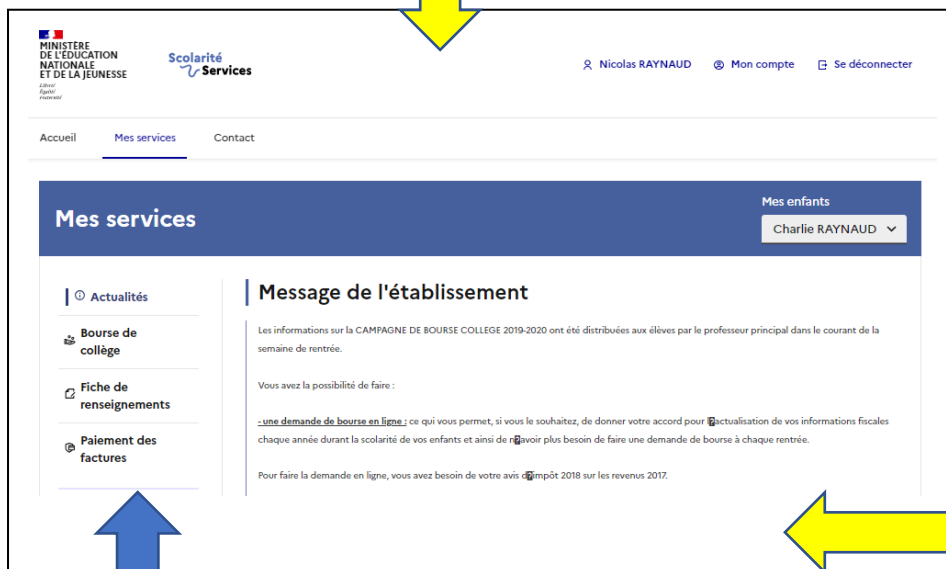 MINISTÈRE
DE L'ÉDUCATION
NATIONALE
ET DE LA JEUNESSE
Liberté
Égalité
Fraternité
Scolarité
Services
Nicolas RAYNAUD Mon compte Se déconnecter
Accueil Mes services Contact
Mes services
Mes enfants
Charlie RAYNAUD
Actualités
Bourse de
collège
Fiche de
renseignements
Paiement des
factures
Message de l'établissement
Les informations sur la CAMPAGNE DE BOURSE COLLEGE 2019-2020 ont été distribuées aux élèves par le professeur principal dans le courant de la
semaine de rentrée.
Vous avez la possibilité de faire :
- une demande de bourse en ligne : ce qui vous permet, si vous le souhaitez, de donner votre accord pour l�actualisation de vos informations fiscales
chaque année durant la scolarité de vos enfants et ainsi de n�avoir plus besoin de faire une demande de bourse à chaque rentrée.
Pour faire la demande en ligne, vous avez besoin de votre avis d�impôt 2018 sur les revenus 2017.